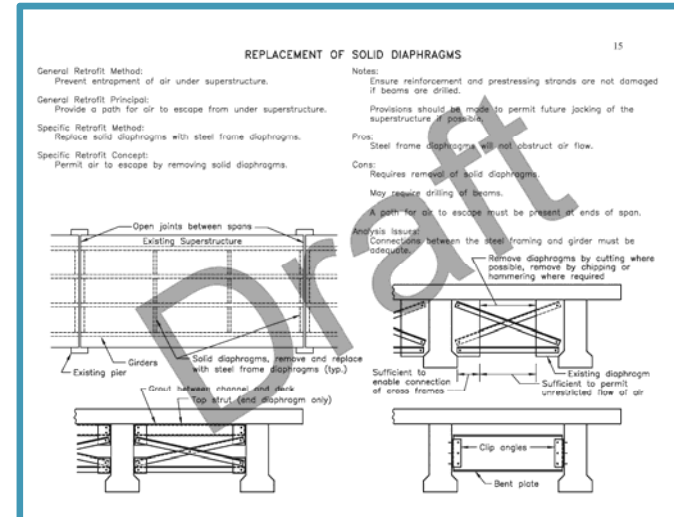 15
REPLACEMENT OF SOLID DIAPHRAGMS
General Retrofit Method:
Prevent entrapment of air under superstructure.
General Retrofit Principal:
Provide a path for air to escape from under superstructure.
Specific Retrofit Method:
Replace solid diaphragms with steel frame diaphragms.
Specific Retrofit Concept:
Permit air to escape by removing solid diaphragms.
Notes:
Ensure reinforcement and prestressing strands are not damaged
if beams are drilled.
Provisions should be made to permit future jacking of the
superstructure if possible.
Pros:
Steel frame diaphragms will not obstruct air flow.
Cons:
Requires removal of solid diaphragms.
May require drilling of beams.
A path for air to escape must be present at ends of span.
Analysis Issues:
Connections between the steel framing and girder must be
adequate.
Open joints between spans
Existing Superstructure
Girders
Existing pier
Solid diaphragms, remove and replace
with steel frame diaphragms (typ.)
Remove diaphragms by cutting where
possible, remove by chipping or
hammering where required
Sufficient to
enable connection
of cross frames
Existing diaphragm
Sufficient to permit
unrestricted flow of air
Grout between channel and deck
Top strut (end diaphragm only)
Clip angles
Bent plate
Draft